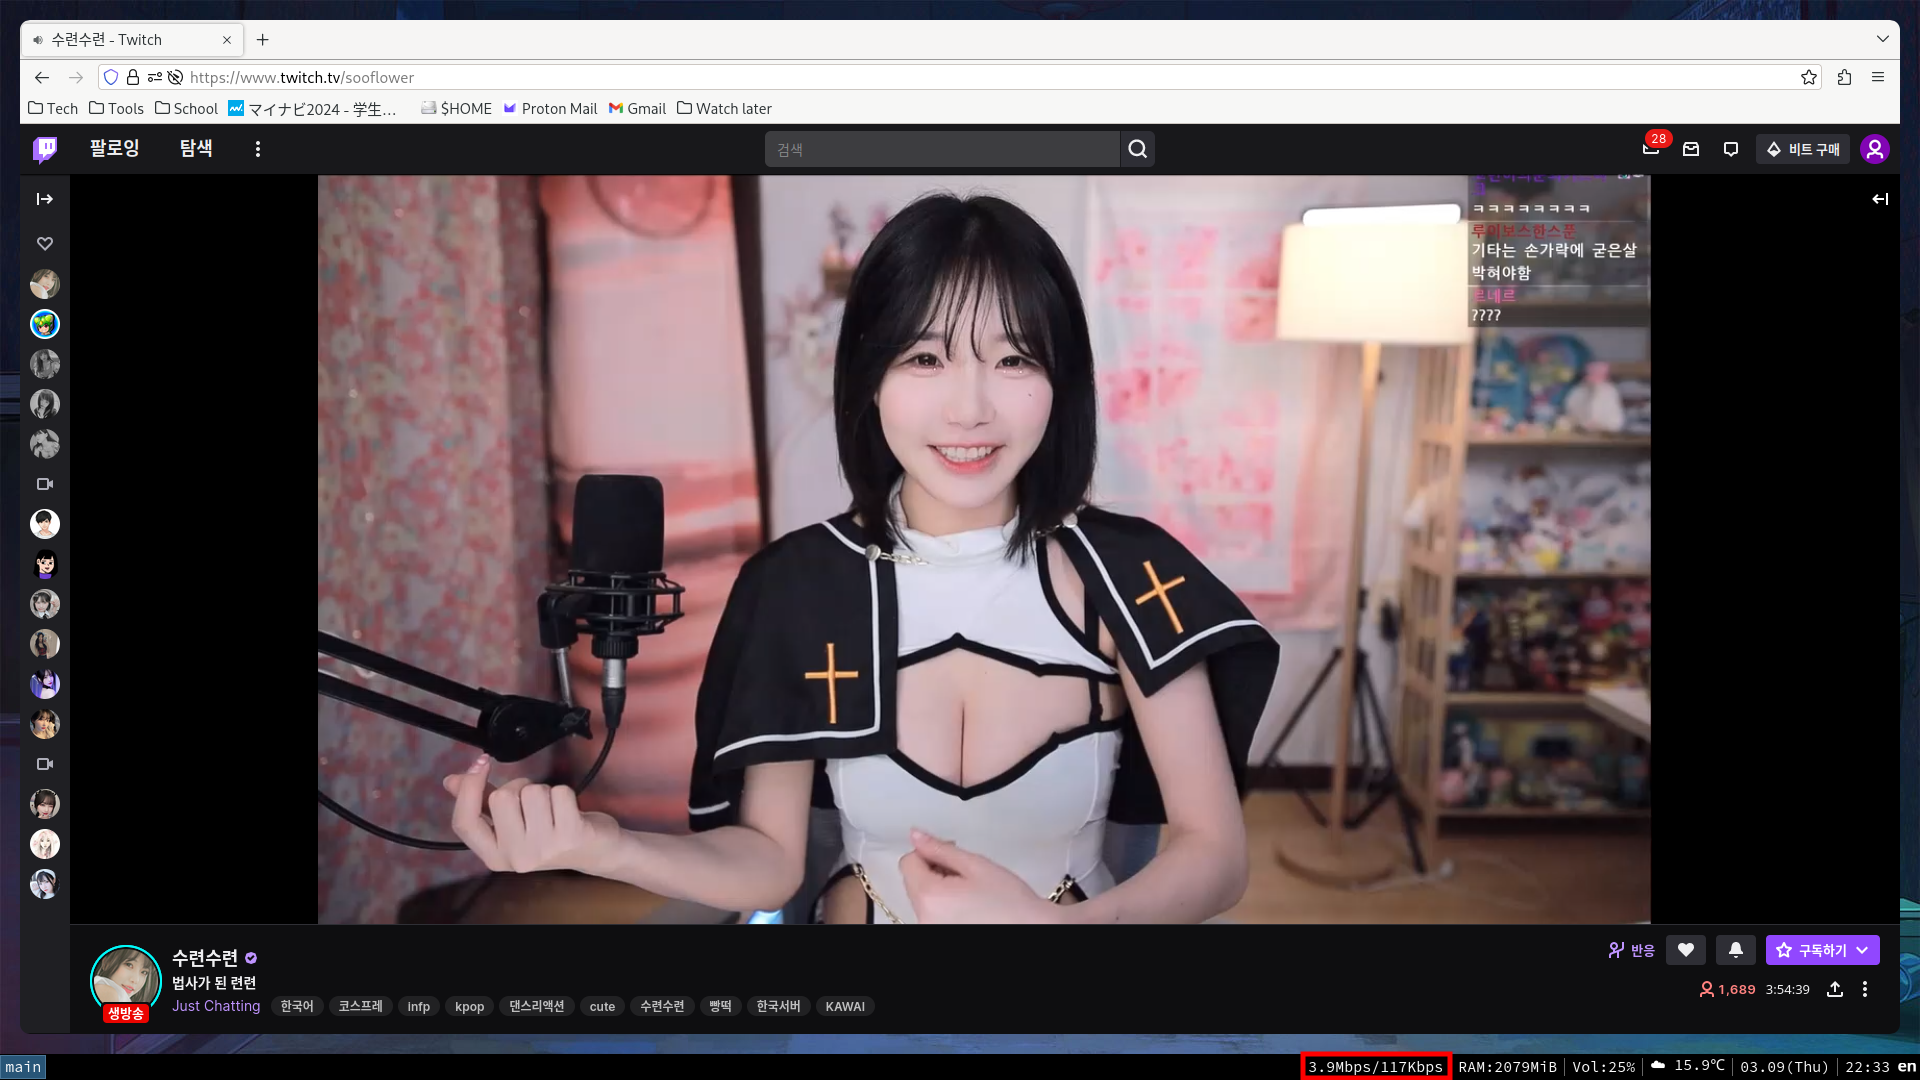 수련수련 - Twitch
https://www.twitch.tv/sooflower
Tech Tools School マイナビ2024 - 学生... $HOME Proton Mail Gmail Watch later
팔로잉 탐색 검색 28 비트 구매
ㅋㅋㅋㅋㅋㅋㅋㅋ
루이보스한스푼
기타는 손가락에 굳은살
박혀야함
르네르
????
수련수련
법사가 된 련련
Just Chatting 한국어 코스프레 infp kpop 댄스리액션 cute 수련수련 빵떡 한국서버 KAWAI
생방송
반응 구독하기
1,689 3:54:39
main 3.9Mbps/117Kbps RAM:2079MiB Vol:25% 15.9℃ 03.09(Thu) 22:33 en